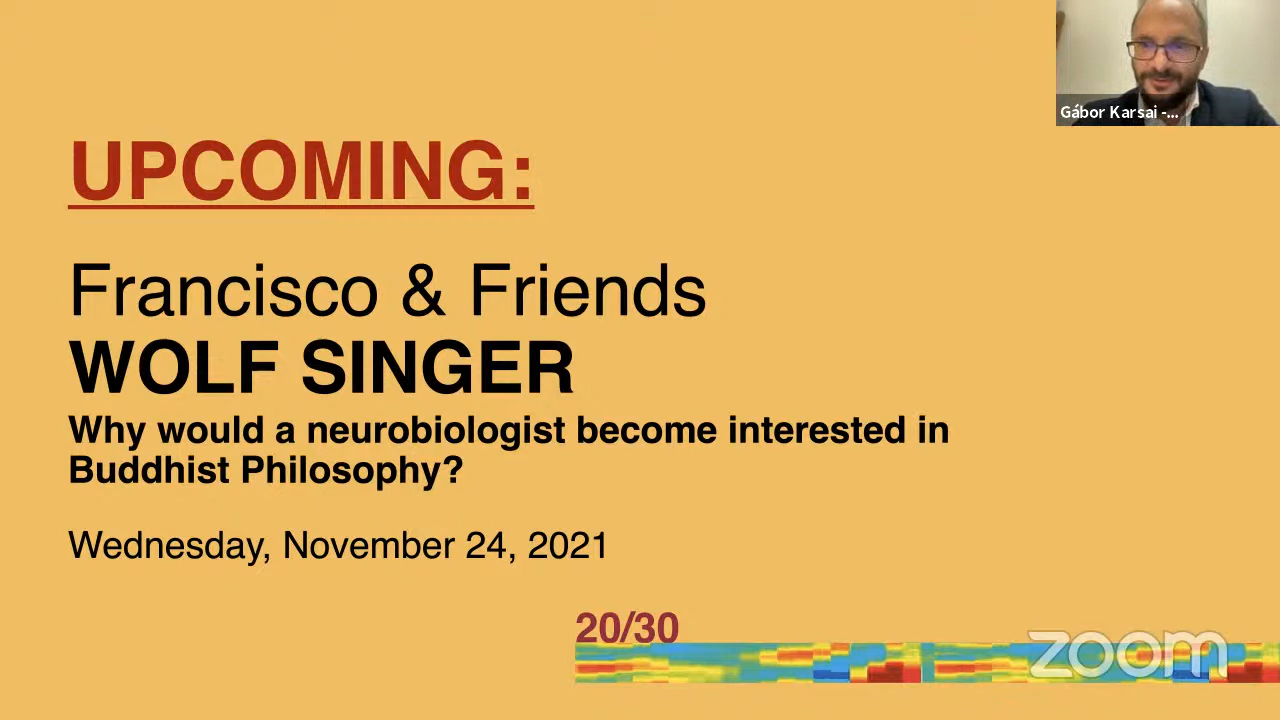 Gábor Karsai -...
UPCOMING:
Francisco & Friends
WOLF SINGER
Why would a neurobiologist become interested in
Buddhist Philosophy?
Wednesday, November 24, 2021
20/30
zoom